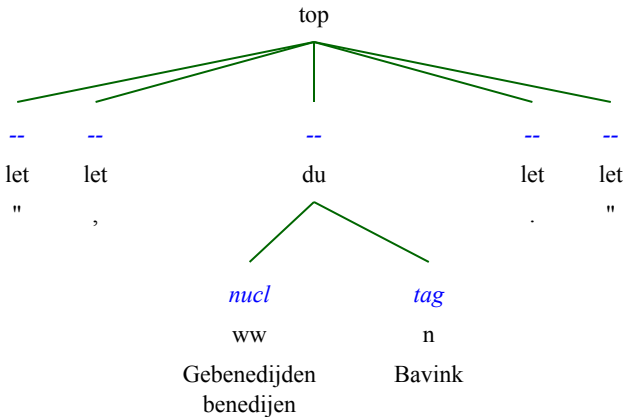 top
-- -- -- -- --
let let du let let
" , . "
nucl tag
ww n
Gebenedijden Bavink
benedijen